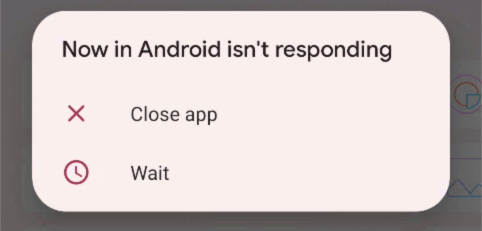 Now in Android isn't responding
Close app
Wait